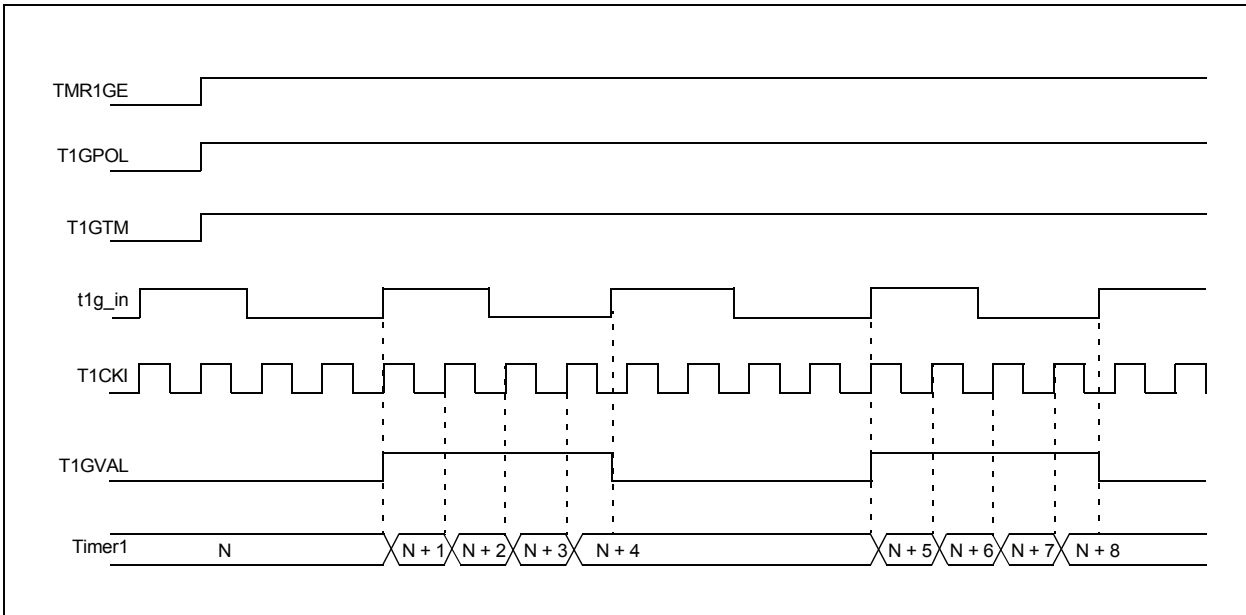 TMR1GE
T1GPOL
T1GTM
t1g_in
T1CKI
T1GVAL
Timer1 N N + 1 N + 2 N + 3 N + 4 N + 5 N + 6 N + 7 N + 8